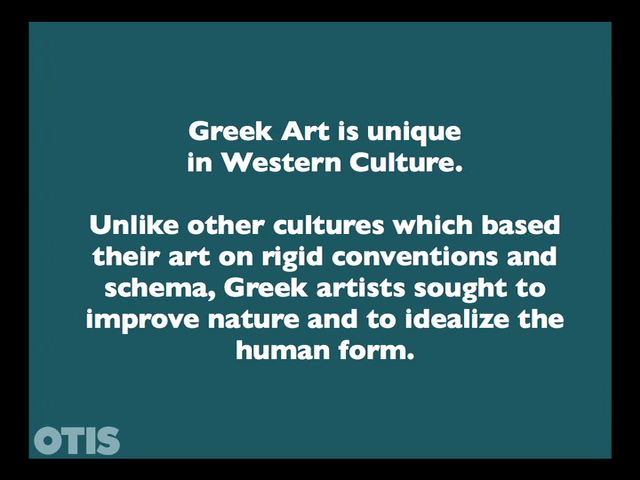 Greek Art is unique
in Western Culture.
Unlike other cultures which based
their art on rigid conventions and
schema, Greek artists sought to
improve nature and to idealize the
human form.
OTIS